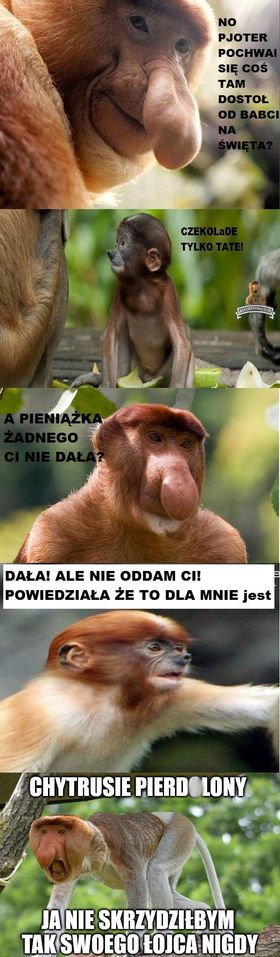 NO
PJOTER
POCHWAL
SIĘ COŚ
TAM
DOSTOŁ
OD BABCI
NA
ŚWIĘTA?
CZEKOLaDE
TYLKO TATE!
A PIENIĄŻKA
ŻADNEGO
CI NIE DAŁA?
DAŁA! ALE NIE ODDAM CI!
POWIEDZIAŁA ŻE TO DLA MNIE jest
CHYTRUSIE PIERD LONY
JA NIE SKRZYDZIŁBYM
TAK SWOEGO ŁOJCA NIGDY